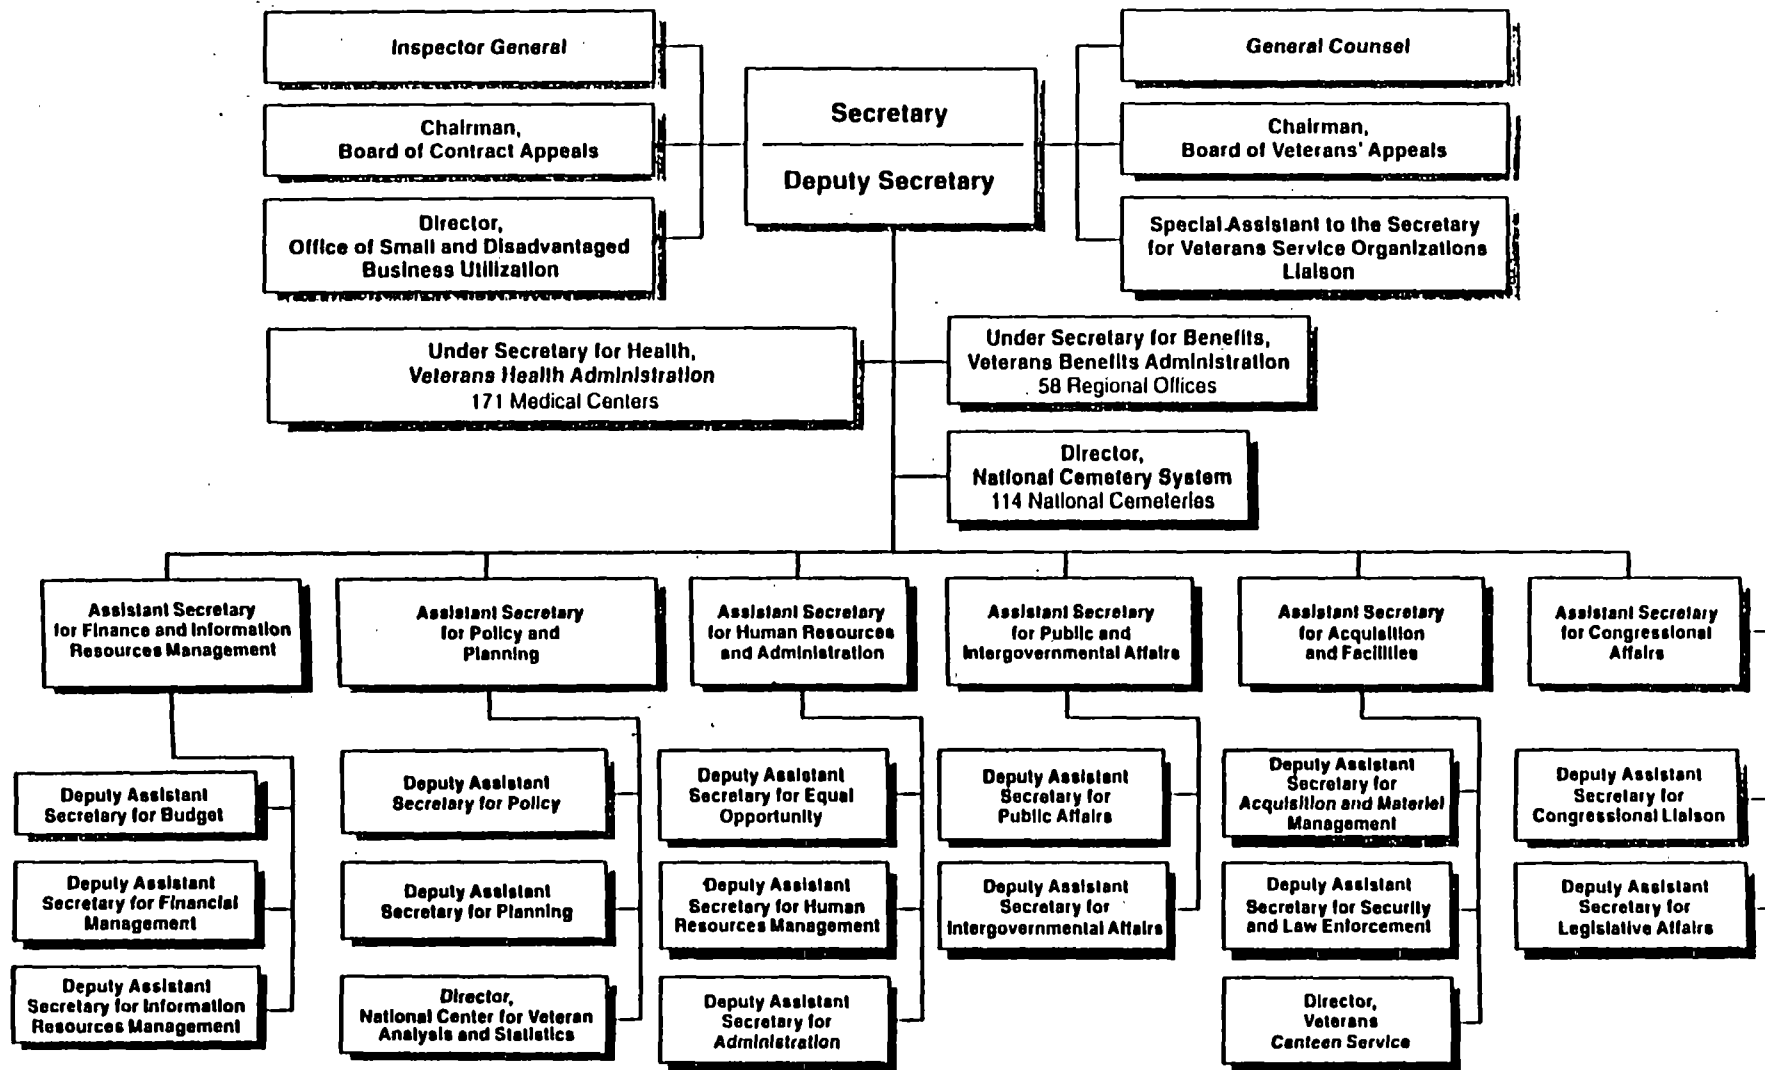 Inspector General
Chairman,
Board of Contract Appeals
Director,
Office of Small and Disadvantaged
Business Utilization
Secretary
Deputy Secretary
General Counsel
Chairman,
Board of Veterans' Appeals
Special Assistant to the Secretary
for Veterans Service Organizations
Liaison
Under Secretary for Health,
Veterans Health Administration
171 Medical Centers
Under Secretary for Benefits,
Veterans Benefits Administration
58 Regional Offices
Director,
National Cemetery System
114 National Cemeteries
Assistant Secretary
for Finance and Information
Resources Management
Assistant Secretary
for Policy and
Planning
Assistant Secretary
for Human Resources
and Administration
Assistant Secretary
for Public and
Intergovernmental Affairs
Assistant Secretary
for Acquisition
and Facilities
Assistant Secretary
for Congressional
Affairs
Deputy Assistant
Secretary for Budget
Deputy Assistant
Secretary for Financial
Management
Deputy Assistant
Secretary for Information
Resources Management
Deputy Assistant
Secretary for Policy
Deputy Assistant
Secretary for Planning
Director,
National Center for Veteran
Analysis and Statistics
Deputy Assistant
Secretary for Equal
Opportunity
Deputy Assistant
Secretary for Human
Resources Management
Deputy Assistant
Secretary for
Administration
Deputy Assistant
Secretary for
Public Affairs
Deputy Assistant
Secretary for
Intergovernmental Affairs
Deputy Assistant
Secretary for
Acquisition and Materiel
Management
Deputy Assistant
Secretary for Security
and Law Enforcement
Director,
Veterans
Canteen Service
Deputy Assistant
Secretary for
Congressional Liaison
Deputy Assistant
Secretary for
Legislative Affairs